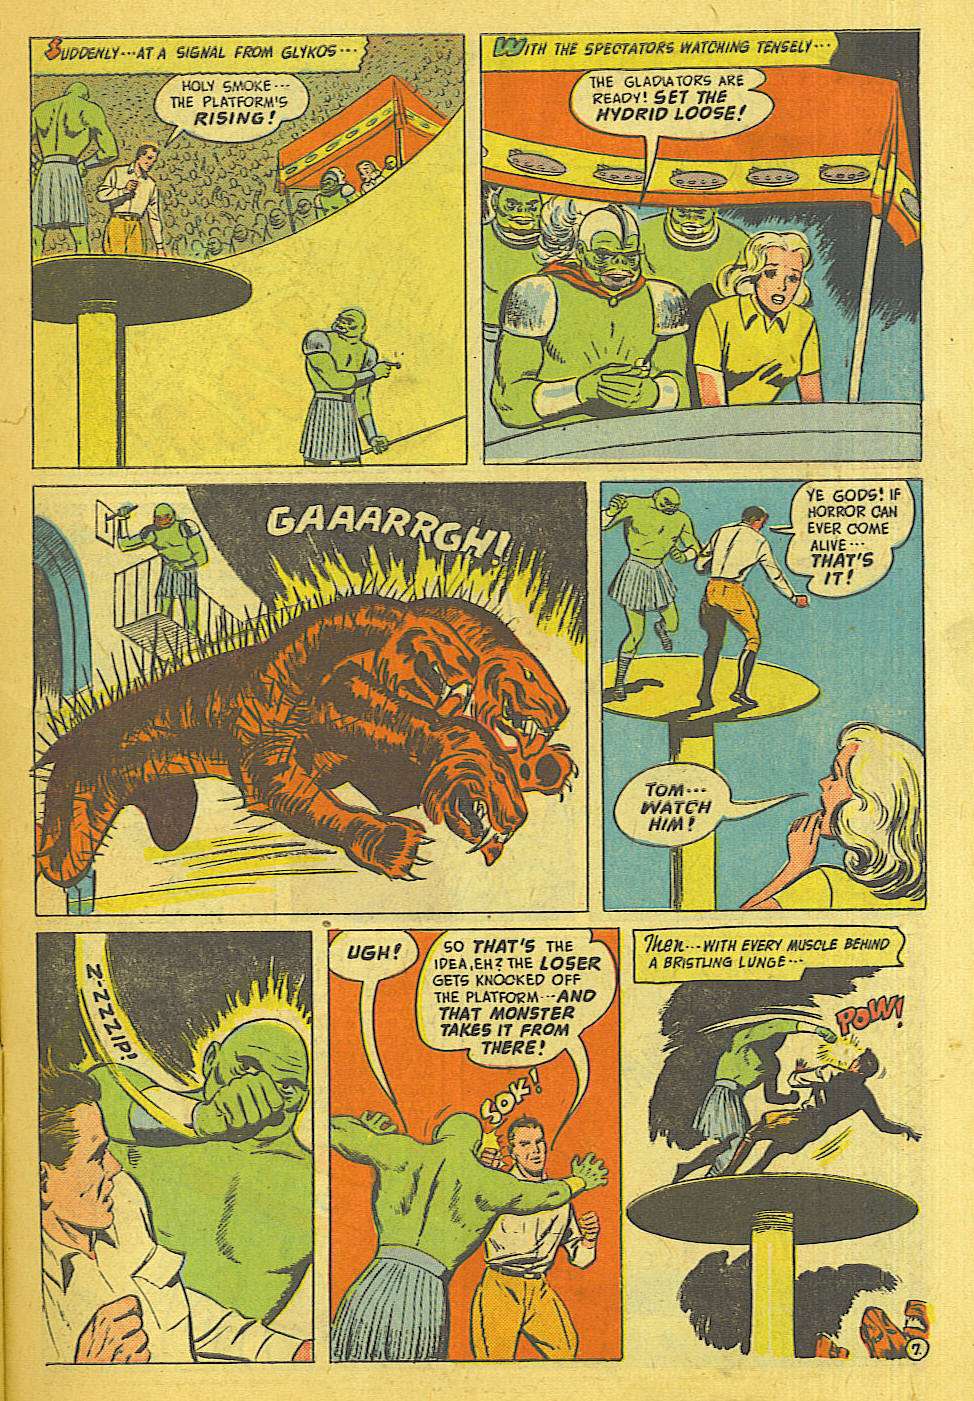 SUDDENLY---AT A SIGNAL FROM GLYKOS---
HOLY SMOKE---
THE PLATFORM'S
RISING!
WITH THE SPECTATORS WATCHING TENSELY---
THE GLADIATORS ARE
READY! SET THE
HYDRID LOOSE!
GAAARRGH!
YE GODS! IF
HORROR CAN
EVER COME
ALIVE---
THAT'S
IT!
TOM---
WATCH
HIM!
Z-ZZZIP!
UGH!
SO THAT'S THE
IDEA, EH? THE LOSER
GETS KNOCKED OFF
THE PLATFORM---AND
THAT MONSTER
TAKES IT FROM
THERE!
SOK!
THEN---WITH EVERY MUSCLE BEHIND
A BRISTLING LUNGE---
POW!
7.